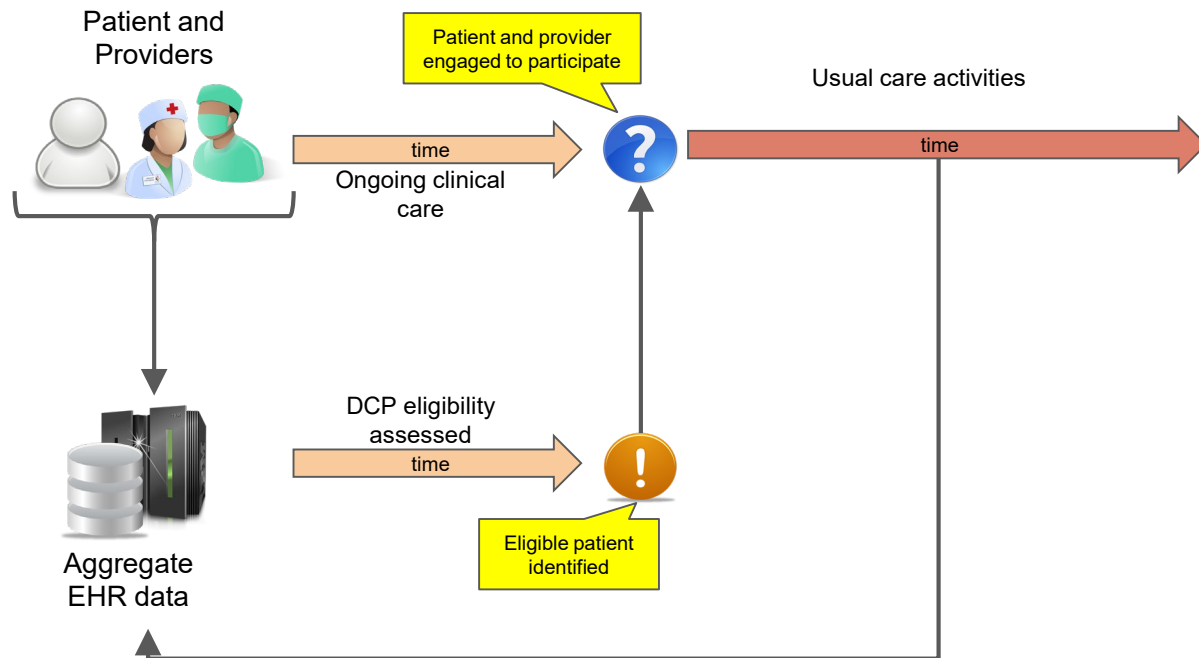 Patient and
Providers
Patient and provider
engaged to participate
Usual care activities
time
time
Ongoing clinical
care
DCP eligibility
assessed
time
Eligible patient
identified
Aggregate
EHR data